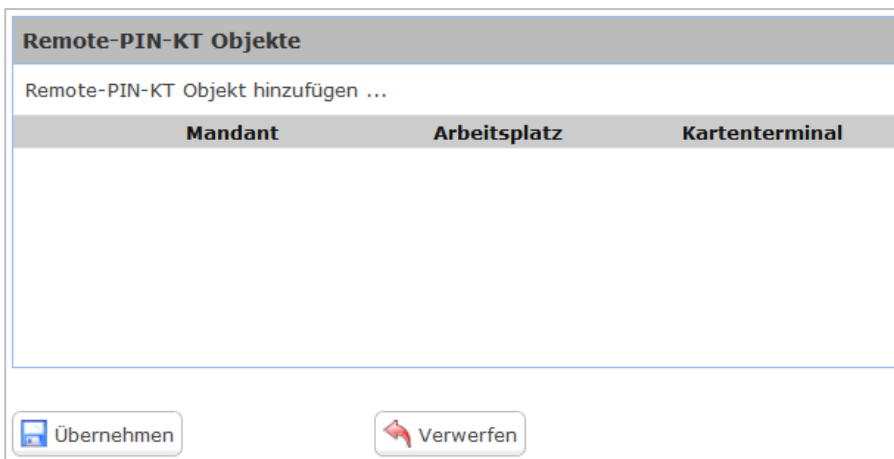 Remote-PIN-KT Objekte
Remote-PIN-KT Objekt hinzufügen ...
Mandant Arbeitsplatz Kartenterminal
Übernehmen Verwerfen